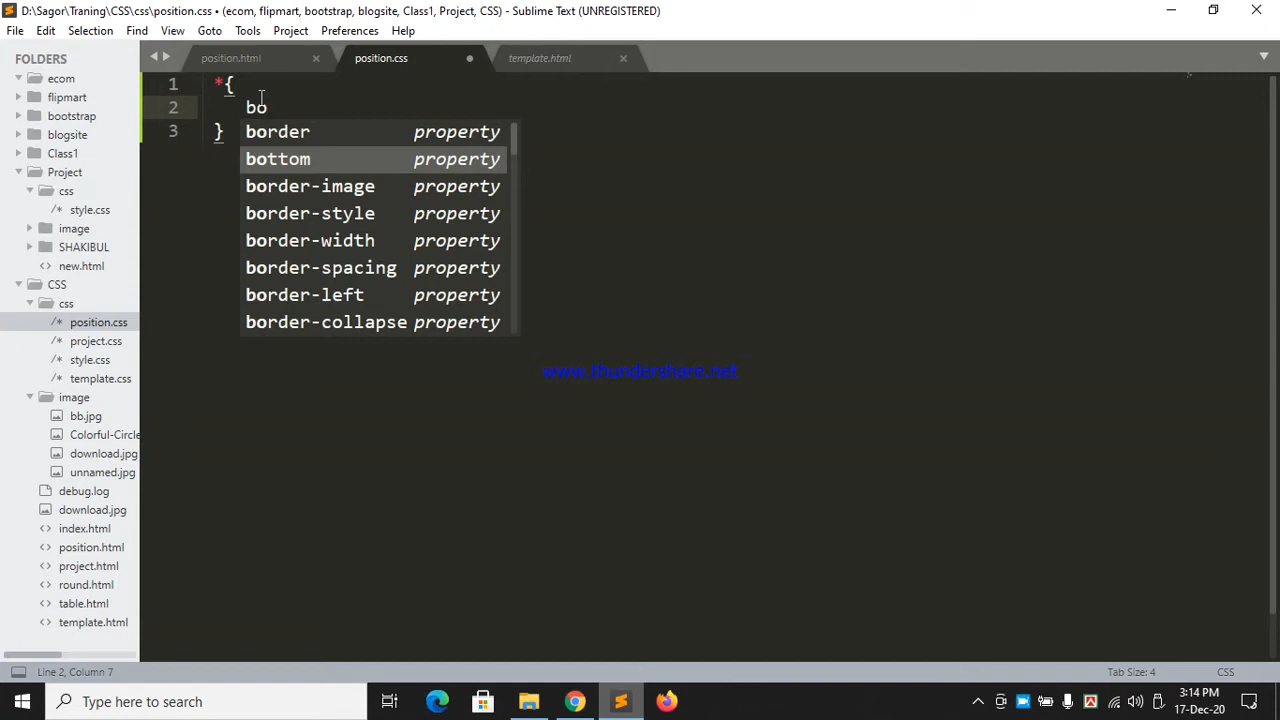 D:\Sagor\Traning\CSS\css\position.css • (ecom, flipmart, bootstrap, blogsite, Class1, Project, CSS) - Sublime Text (UNREGISTERED)
File Edit Selection Find View Goto Tools Project Preferences Help
FOLDERS
ecom
flipmart
bootstrap
blogsite
Class1
Project
css
/* style.css
image
SHAKIBUL
<> new.html
CSS
css
/* position.css
/* project.css
/* style.css
/* template.css
image
bb.jpg
Colorful-Circle
download.jpg
unnamed.jpg
debug.log
download.jpg
<> index.html
<> position.html
<> project.html
<> round.html
<> table.html
<> template.html
position.html position.css template.html
1 *{
2 bo
3 }
border property
bottom property
border-image property
border-style property
border-width property
border-spacing property
border-left property
border-collapse property
www.thundershare.net
Line 2, Column 7 Tab Size: 4 CSS
Type here to search
3:14 PM
17-Dec-20